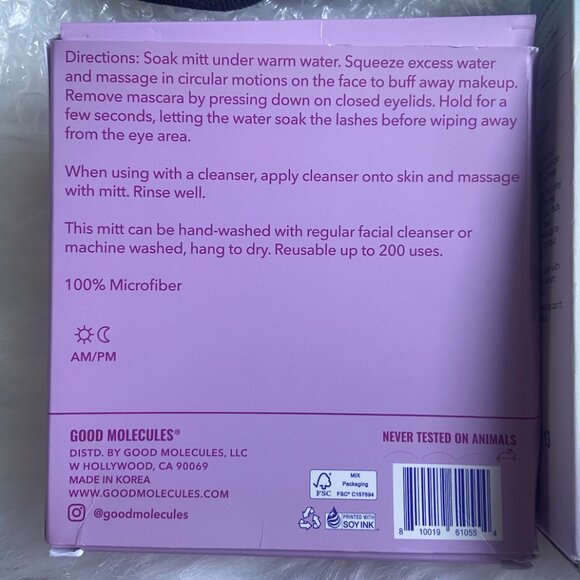 Directions: Soak mitt under warm water. Squeeze excess water
and massage in circular motions on the face to buff away makeup.
Remove mascara by pressing down on closed eyelids. Hold for a
few seconds, letting the water soak the lashes before wiping away
from the eye area.
When using with a cleanser, apply cleanser onto skin and massage
with mitt. Rinse well.
This mitt can be hand-washed with regular facial cleanser or
machine washed, hang to dry. Reusable up to 200 uses.
100% Microfiber
AM/PM
GOOD MOLECULES®
DISTD. BY GOOD MOLECULES, LLC
W HOLLYWOOD, CA 90069
MADE IN KOREA
WWW.GOODMOLECULES.COM
@goodmolecules
NEVER TESTED ON ANIMALS
FSC
MIX
Packaging
FSC® C157894
PRINTED WITH
SOY INK™
8 10019 61055 4